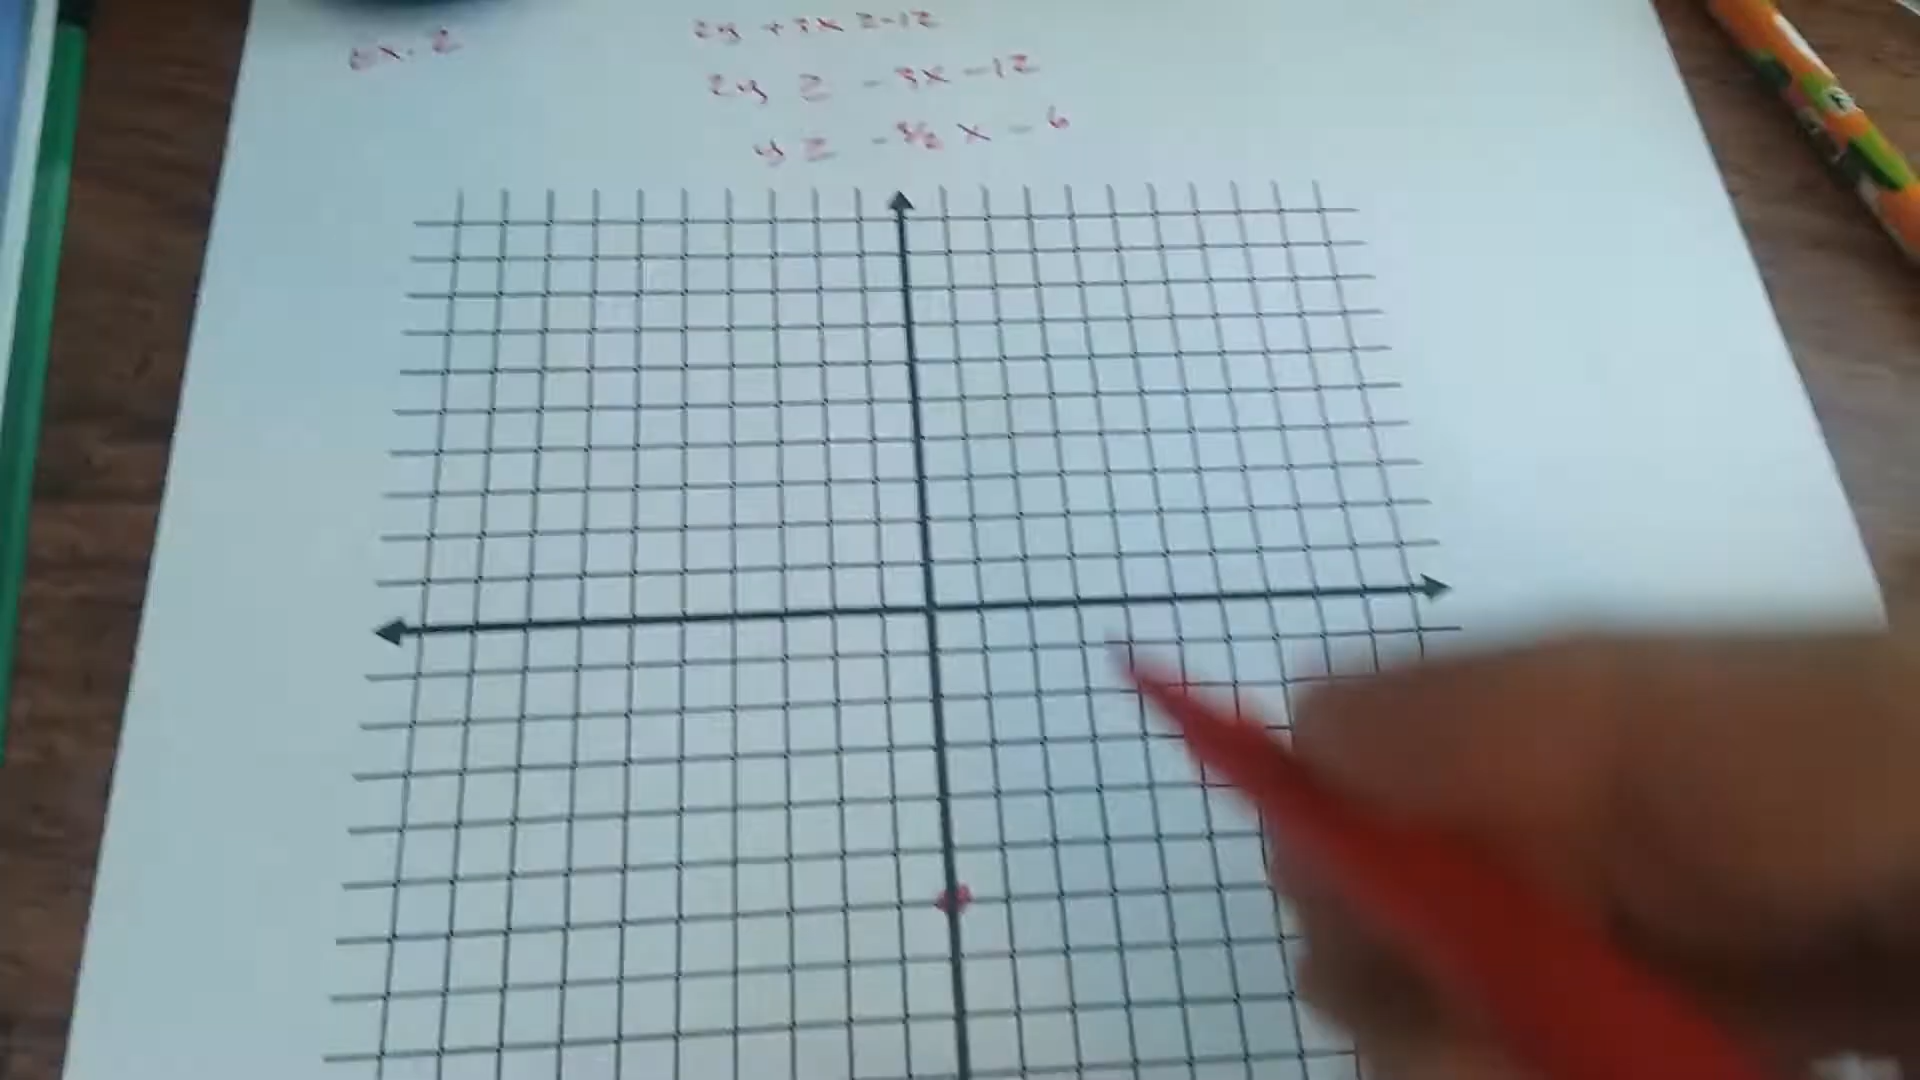 Ex. 2
2y + 3x ≥ -12
2y ≥ -3x - 12
y ≥ -3/2 x - 6